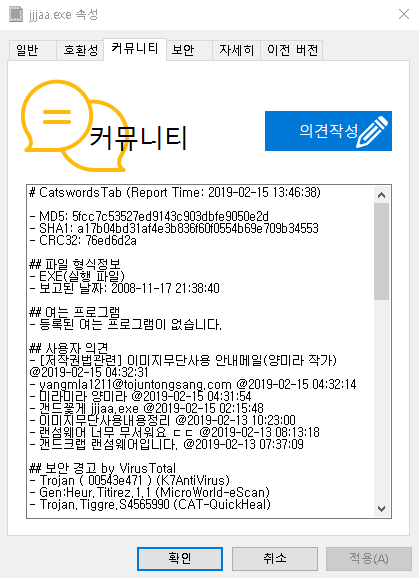 jjjaa.exe 속성
일반 호환성 커뮤니티 보안 자세히 이전 버전
커뮤니티 의견작성
# CatswordsTab (Report Time: 2019-02-15 13:46:38)
- MD5: 5fcc7c53527ed9143c903dbfe9050e2d
- SHA1: a17b04bd31af4e3b836f60f0554b69e709b34553
- CRC32: 76ed6d2a
## 파일 형식정보
- EXE(실행 파일)
- 보고된 날짜: 2008-11-17 21:38:40
## 여는 프로그램
- 등록된 여는 프로그램이 없습니다.
## 사용자 의견
- [저작권법관련] 이미지무단사용 안내메일(양미라 작가)
@2019-02-15 04:32:31
- yangmla1211@tojuntongsang.com @2019-02-15 04:32:14
- 미라미라 양미라 @2019-02-15 04:31:54
- 갠드꽃게 jjjaa.exe @2019-02-15 02:15:48
- 이미지무단사용내용정리 @2019-02-13 10:23:00
- 랜섬웨어 너무 무서워요 ㄷㄷ @2019-02-13 08:13:18
- 갠드크랩 랜섬웨어입니다. @2019-02-13 07:37:09
## 보안 경고 by VirusTotal
- Trojan ( 00543e471 ) (K7AntiVirus)
- Gen:Heur.Titirez.1.1 (MicroWorld-eScan)
- Trojan.Tiggre.S4565990 (CAT-QuickHeal)
확인 취소 적용(A)